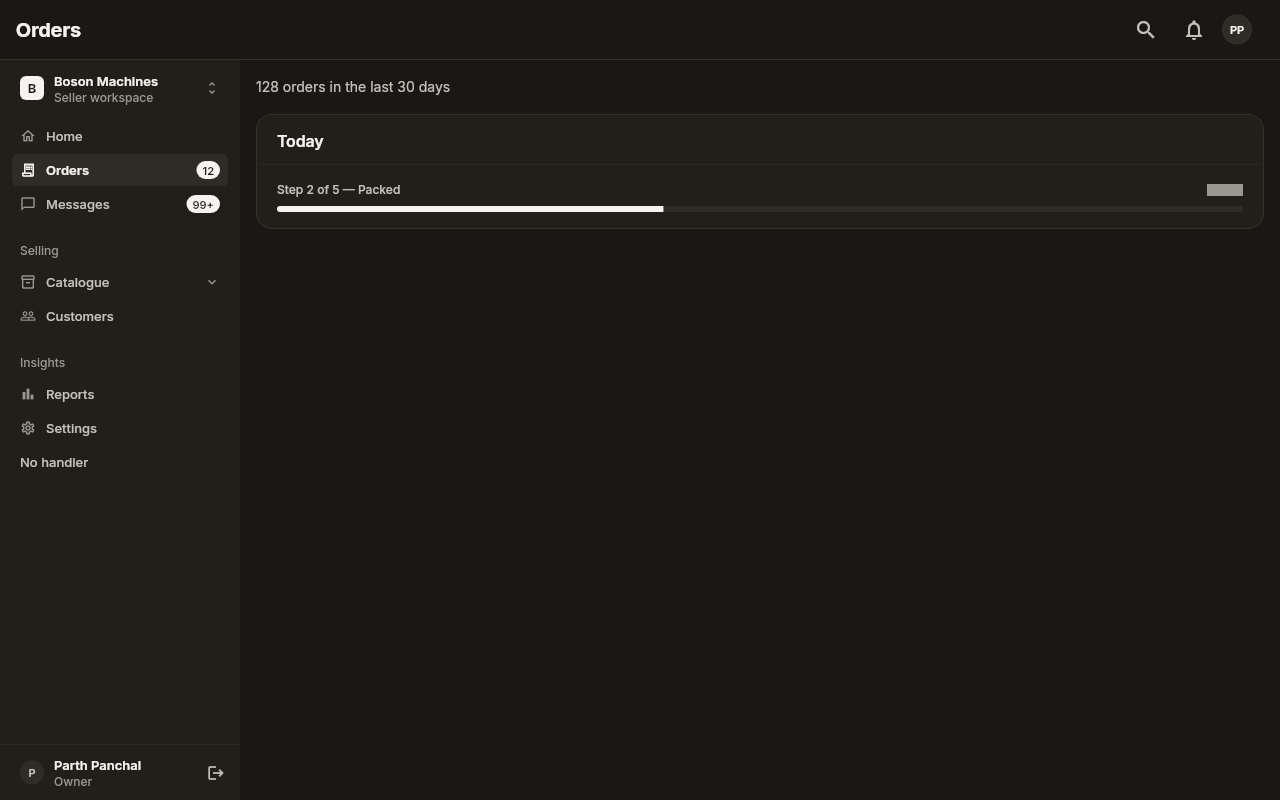 Orders
PP
B
Boson Machines
Seller workspace
Home
Orders
12
Messages
99+
Selling
Catalogue
Customers
Insights
Reports
Settings
No handler
P
Parth Panchal
Owner
128 orders in the last 30 days
Today
Step 2 of 5 — Packed